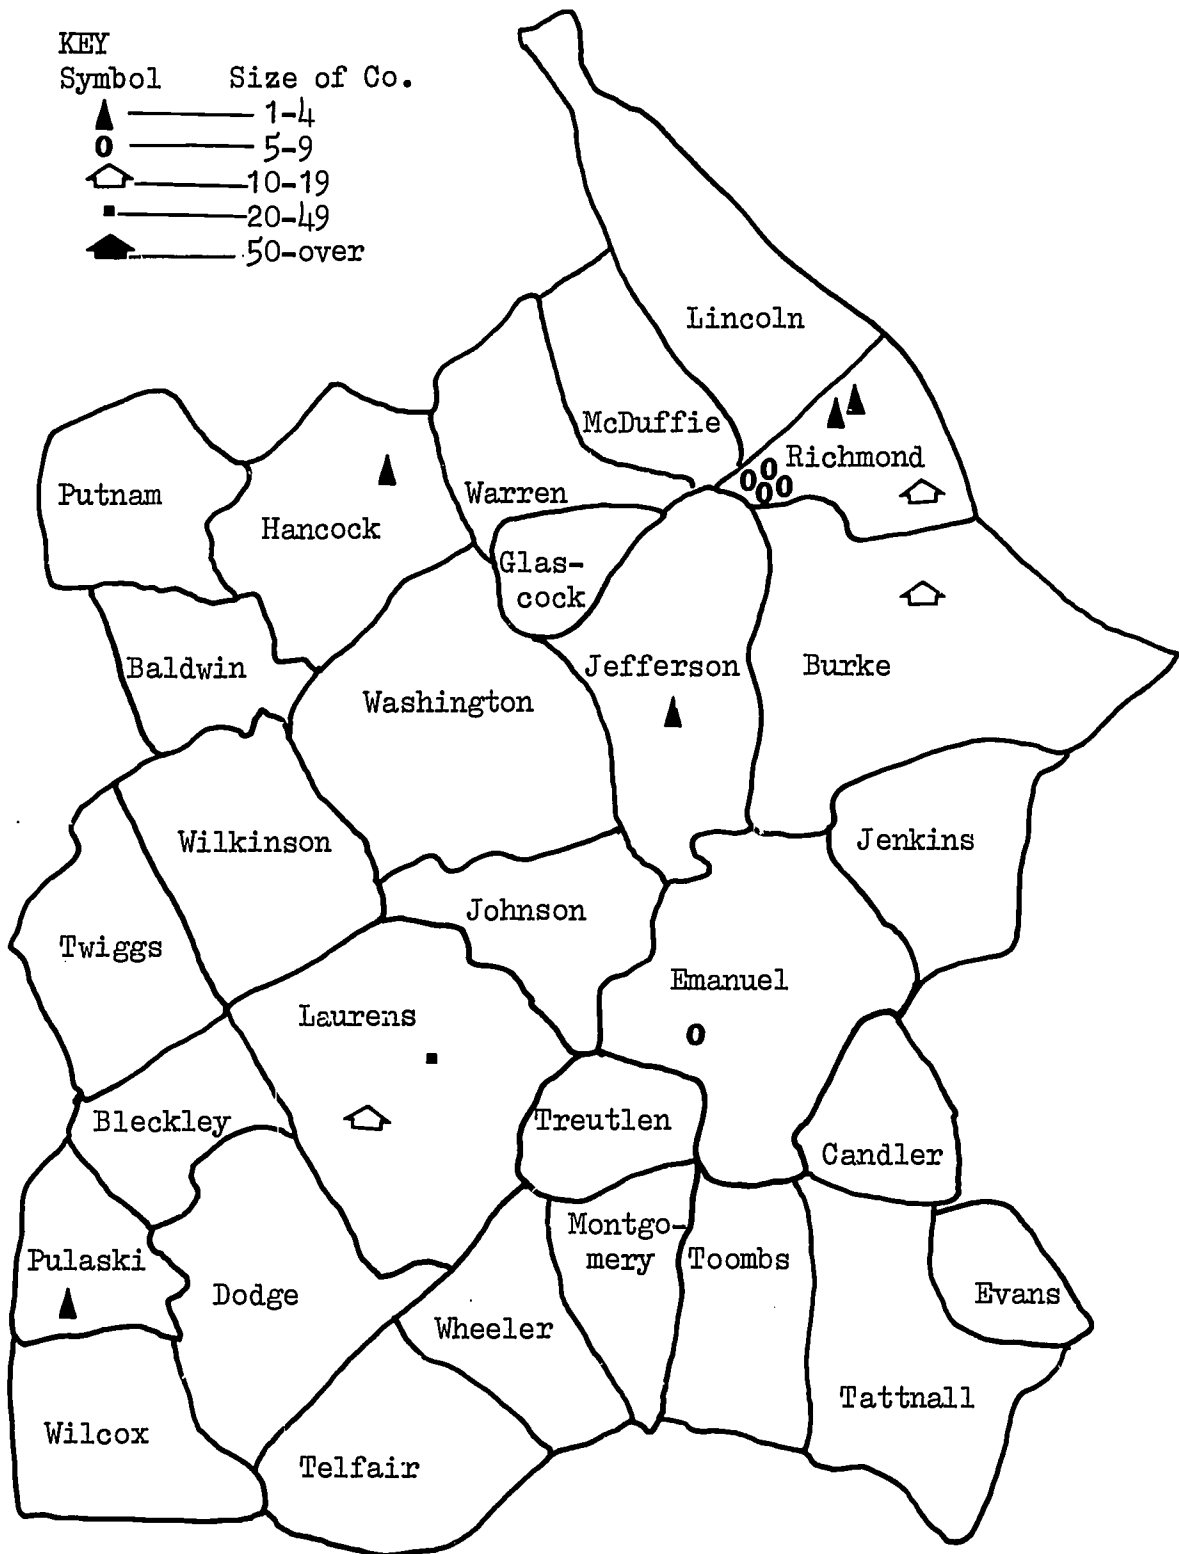 KEY
Symbol Size of Co.
1-4
5-9
10-19
20-49
50-over
Lincoln
McDuffie
Richmond
Putnam
Warren
Hancock
Glas-
cock
Baldwin
Jefferson
Burke
Washington
Wilkinson
Jenkins
Johnson
Twiggs
Emanuel
Laurens
Bleckley
Treutlen
Candler
Montgo-
mery
Pulaski
Toombs
Dodge
Evans
Wheeler
Tattnall
Wilcox
Telfair